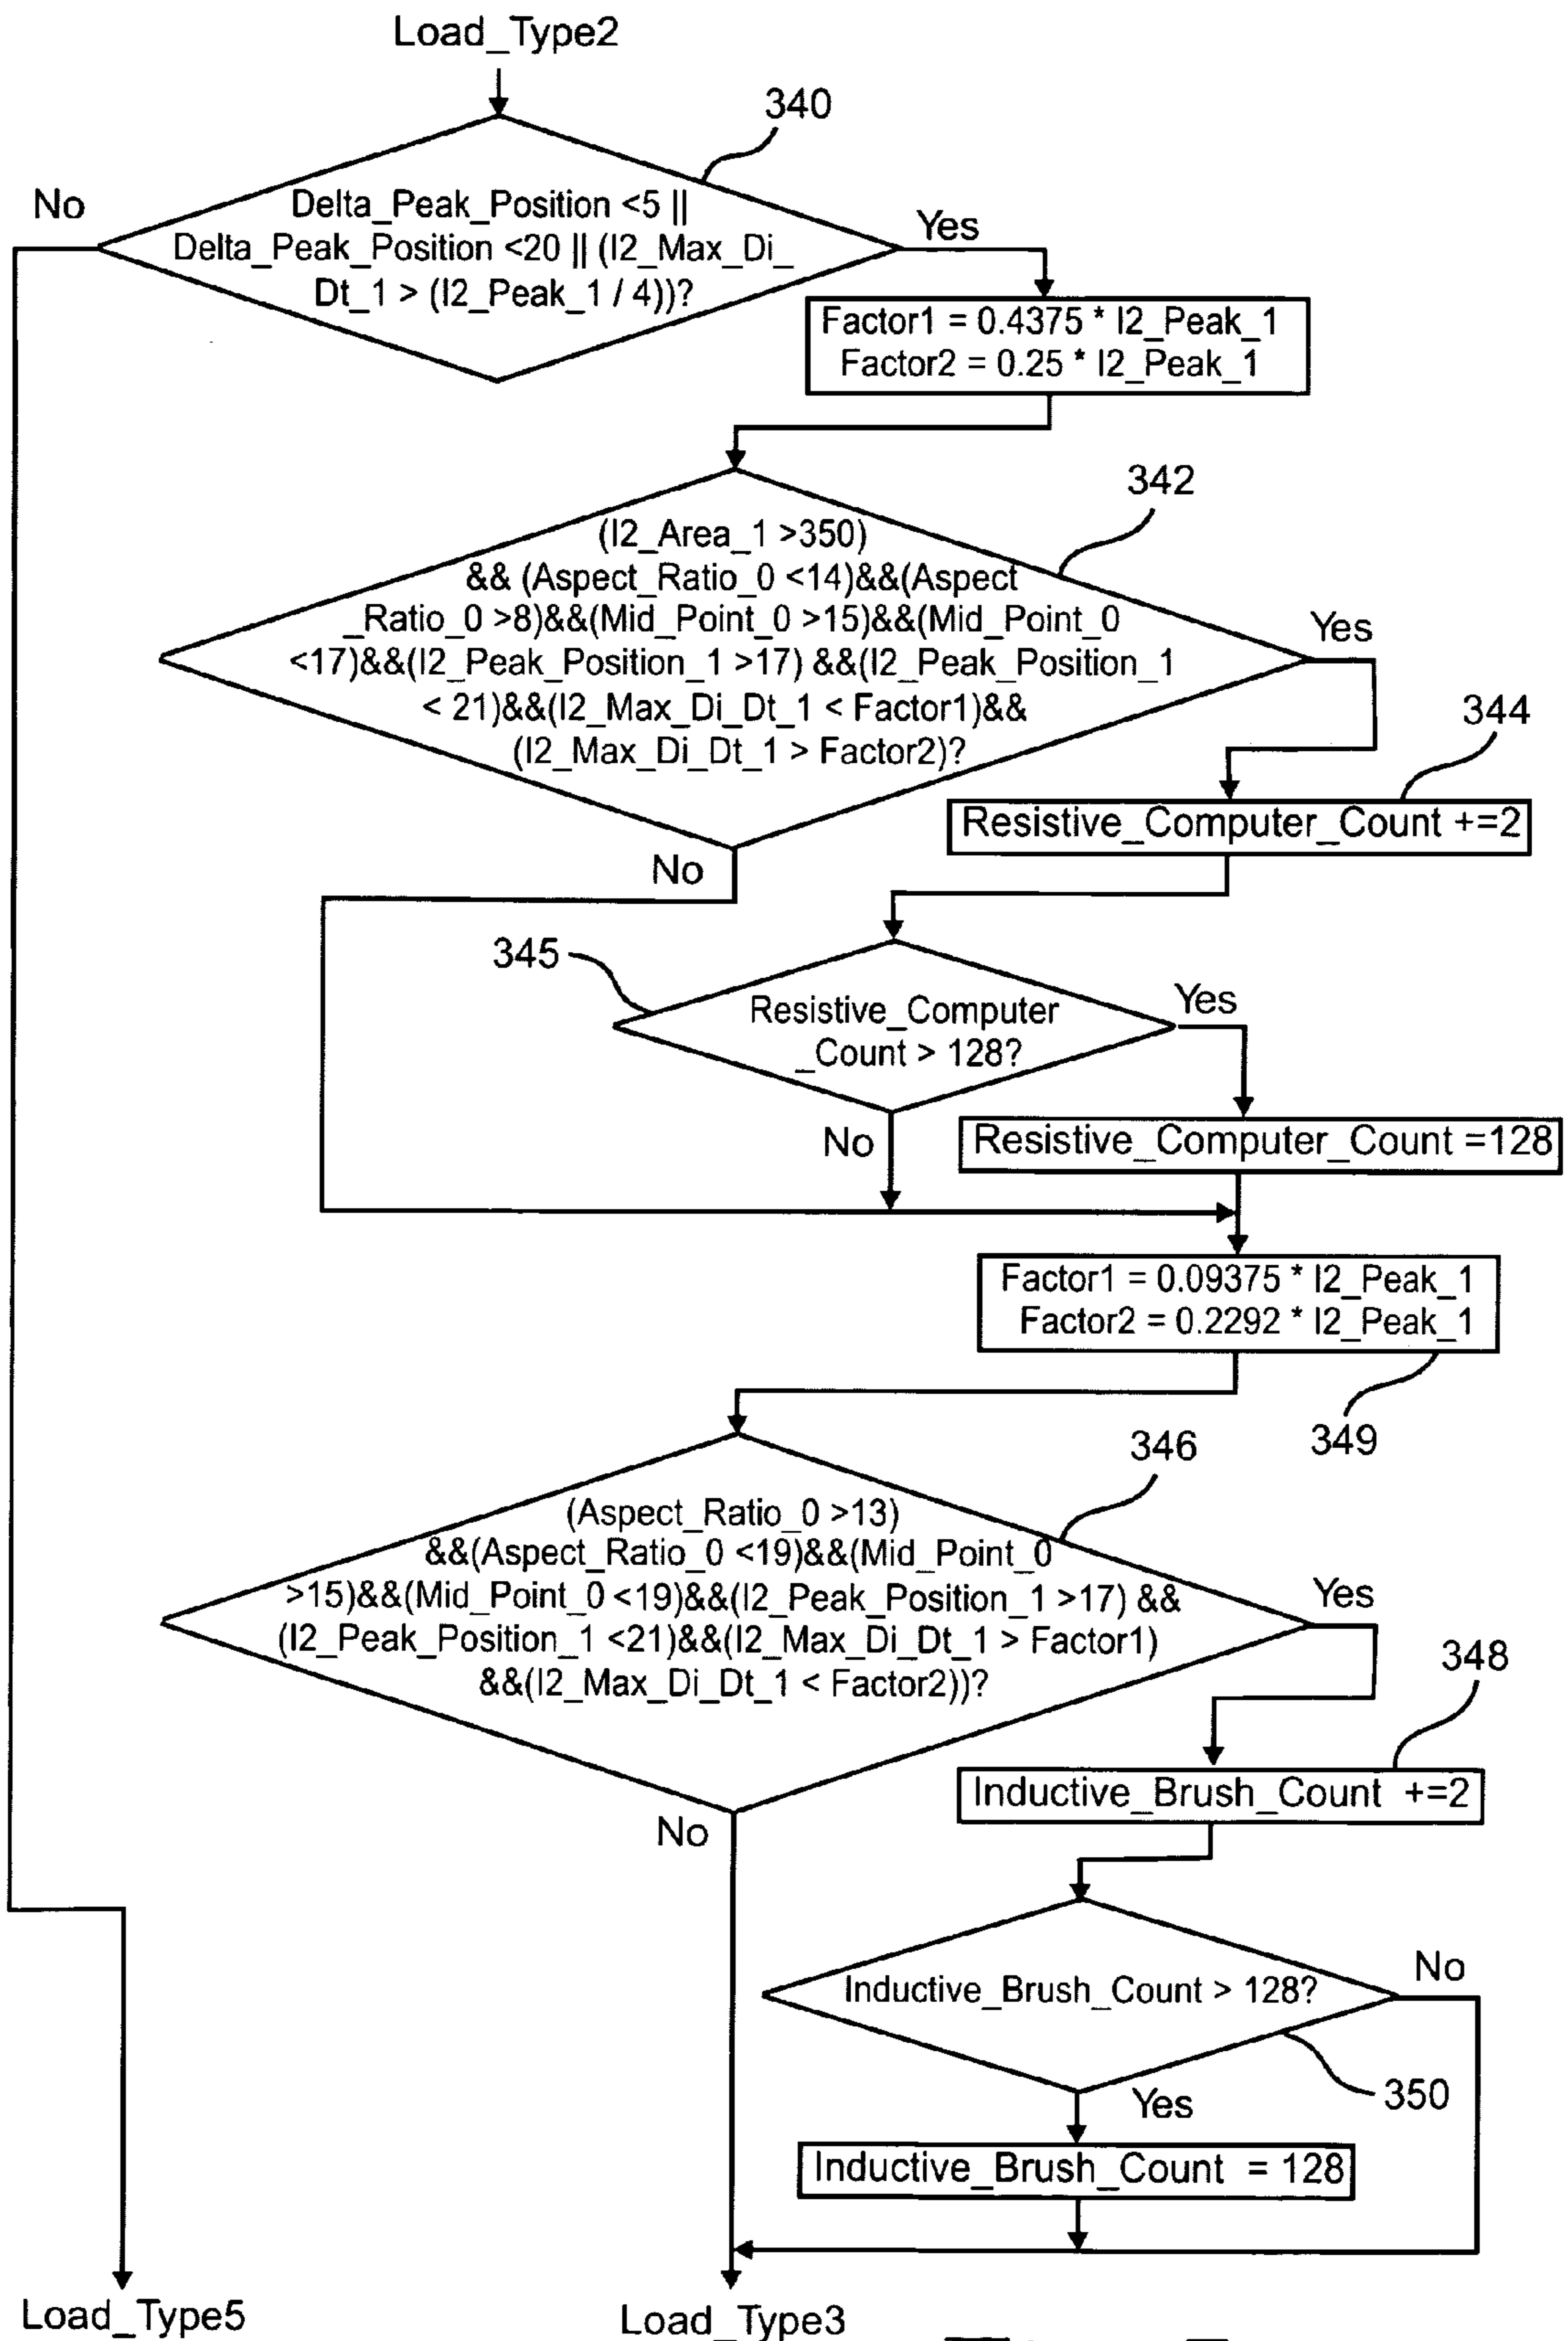 Load_Type2
340
No
Delta_Peak_Position <5 ||
Delta_Peak_Position <20 || (I2_Max_Di_
Dt_1 > (I2_Peak_1 / 4))?
Yes
Factor1 = 0.4375 * I2_Peak_1
Factor2 = 0.25 * I2_Peak_1
342
(I2_Area_1 >350)
&& (Aspect_Ratio_0 <14)&&(Aspect
_Ratio_0 >8)&&(Mid_Point_0 >15)&&(Mid_Point_0
<17)&&(I2_Peak_Position_1 >17) &&(I2_Peak_Position_1
< 21)&&(I2_Max_Di_Dt_1 < Factor1)&&
(I2_Max_Di_Dt_1 > Factor2)?
Yes
No
344
Resistive_Computer_Count +=2
345
Resistive_Computer
_Count > 128?
Yes
No
Resistive_Computer_Count =128
Factor1 = 0.09375 * I2_Peak_1
Factor2 = 0.2292 * I2_Peak_1
349
346
(Aspect_Ratio_0 >13)
&&(Aspect_Ratio_0 <19)&&(Mid_Point_0
>15)&&(Mid_Point_0 <19)&&(I2_Peak_Position_1 >17) &&
(I2_Peak_Position_1 <21)&&(I2_Max_Di_Dt_1 > Factor1)
&&(I2_Max_Di_Dt_1 < Factor2))?
Yes
No
348
Inductive_Brush_Count +=2
Inductive_Brush_Count > 128?
No
350
Yes
Inductive_Brush_Count = 128
Load_Type5
Load_Type3